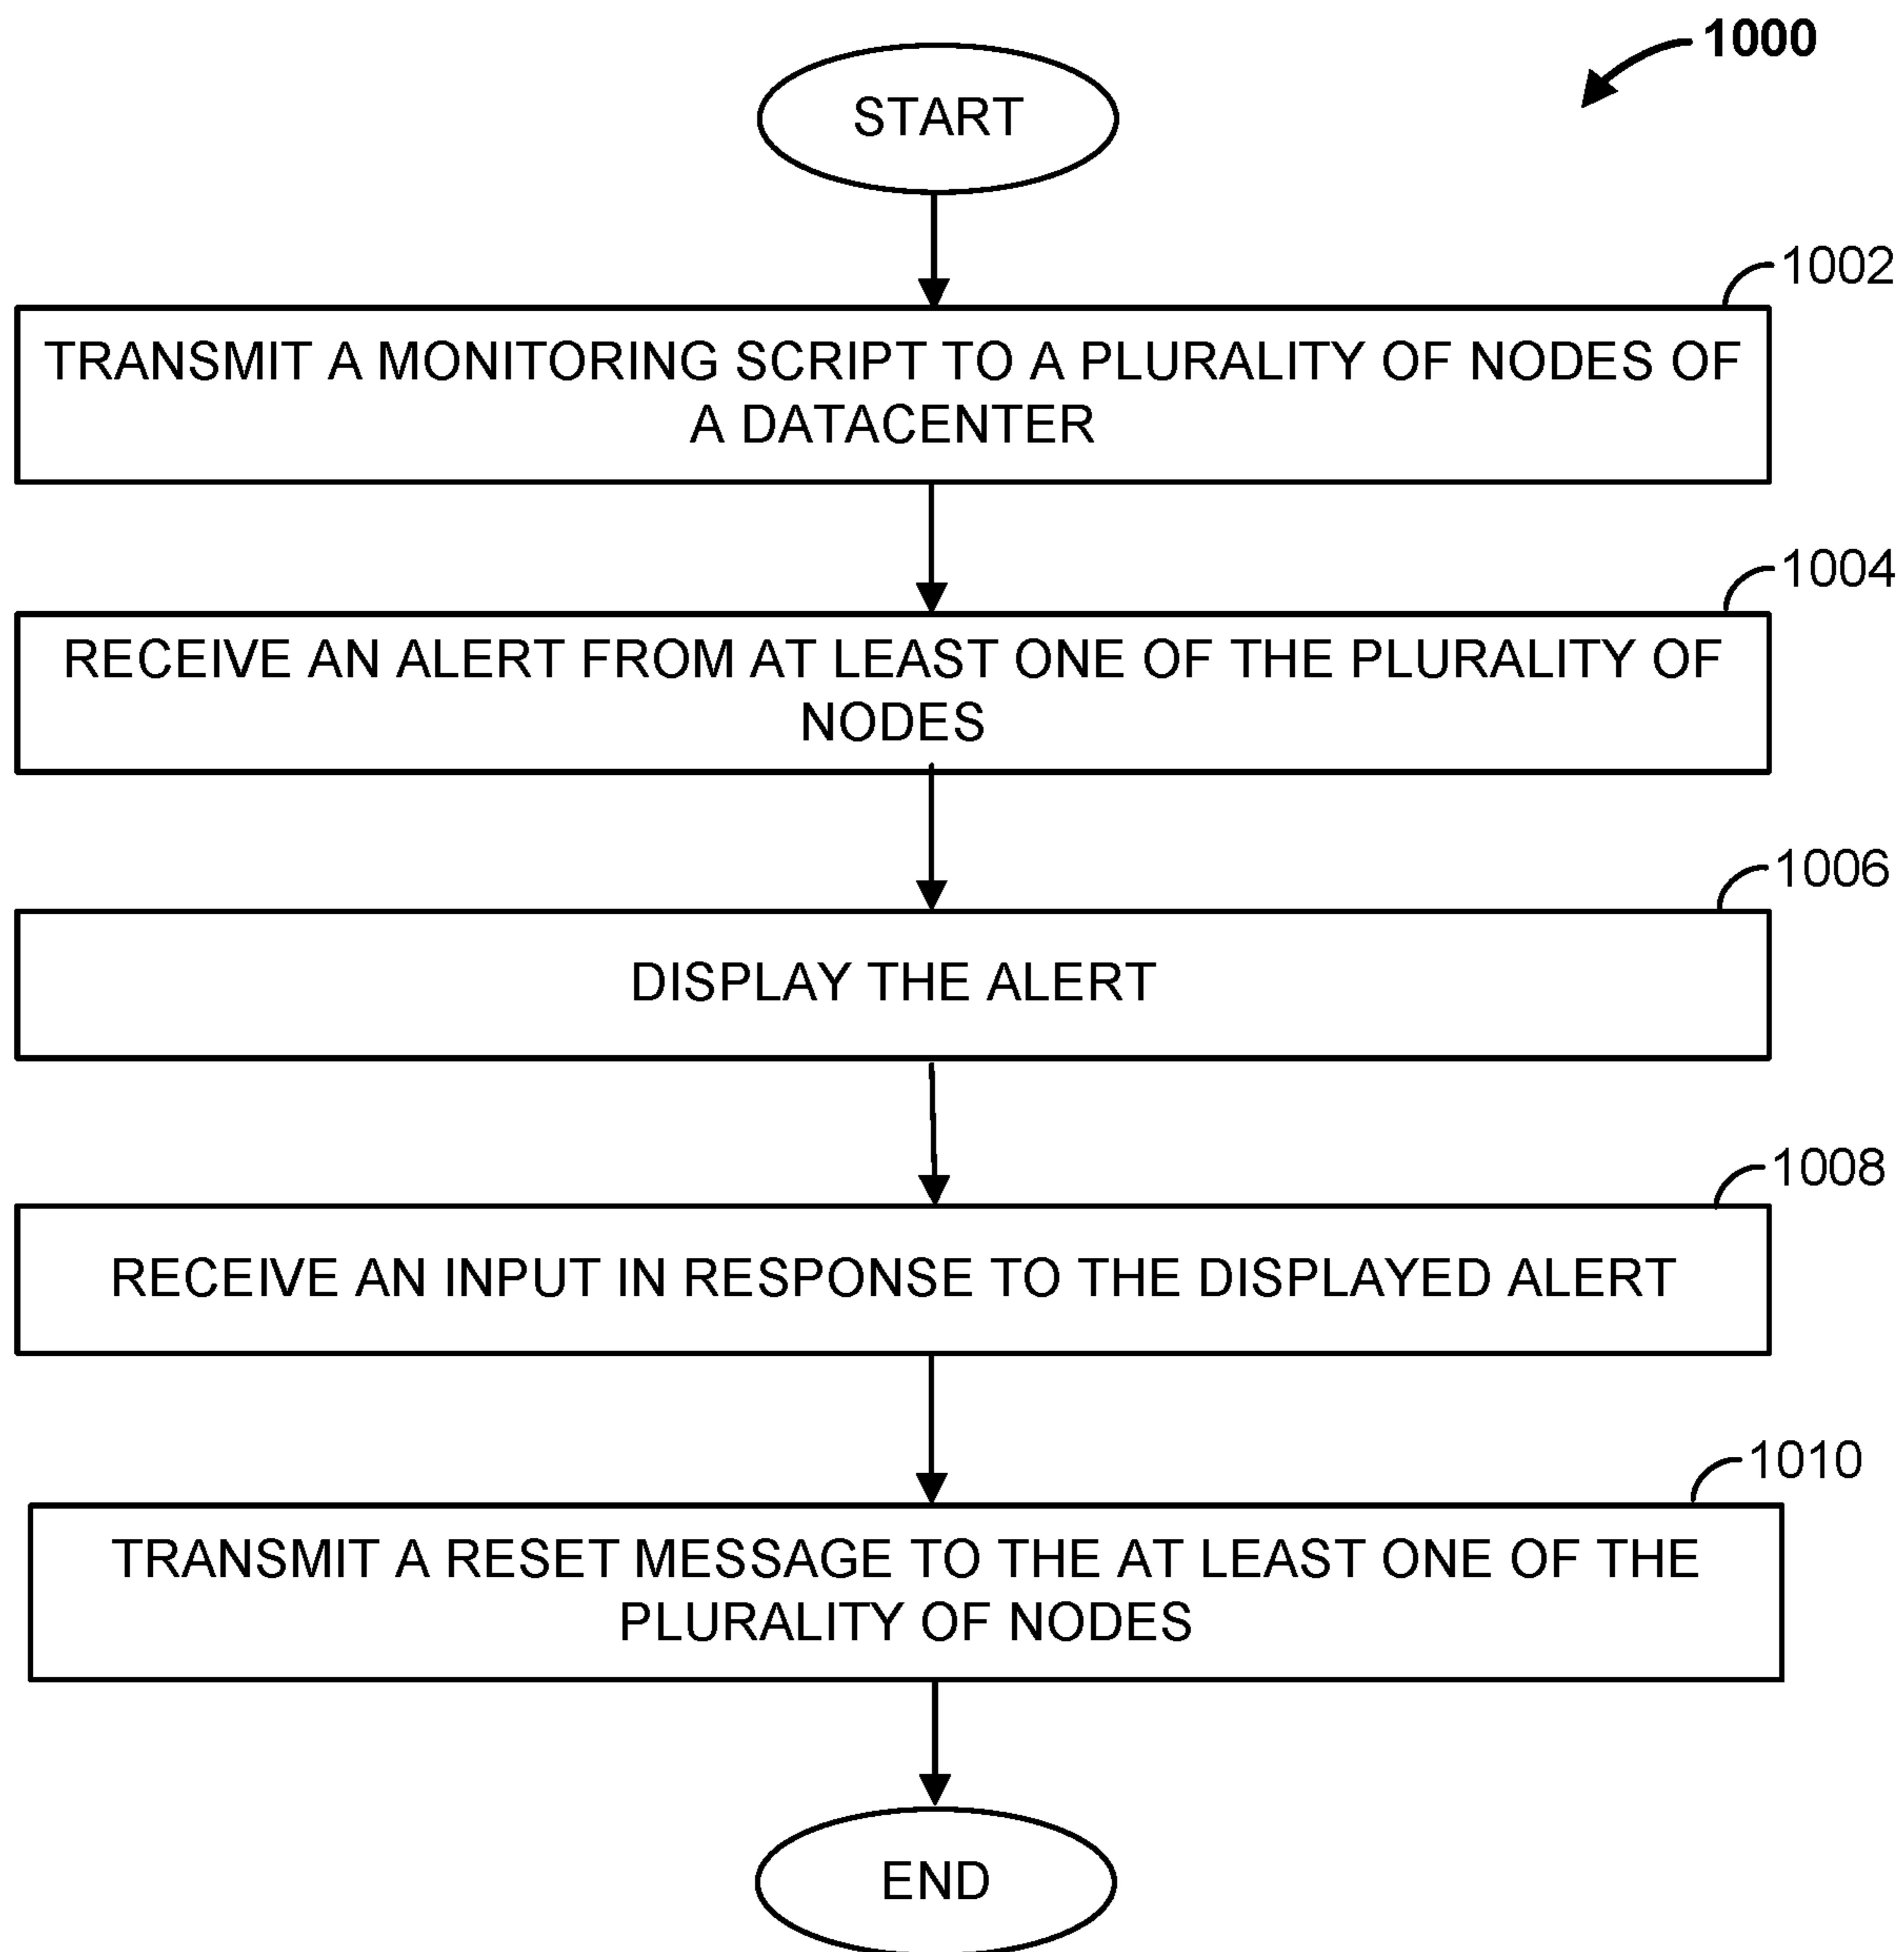 1000
START
1002
TRANSMIT A MONITORING SCRIPT TO A PLURALITY OF NODES OF
A DATACENTER
1004
RECEIVE AN ALERT FROM AT LEAST ONE OF THE PLURALITY OF
NODES
1006
DISPLAY THE ALERT
1008
RECEIVE AN INPUT IN RESPONSE TO THE DISPLAYED ALERT
1010
TRANSMIT A RESET MESSAGE TO THE AT LEAST ONE OF THE
PLURALITY OF NODES
END